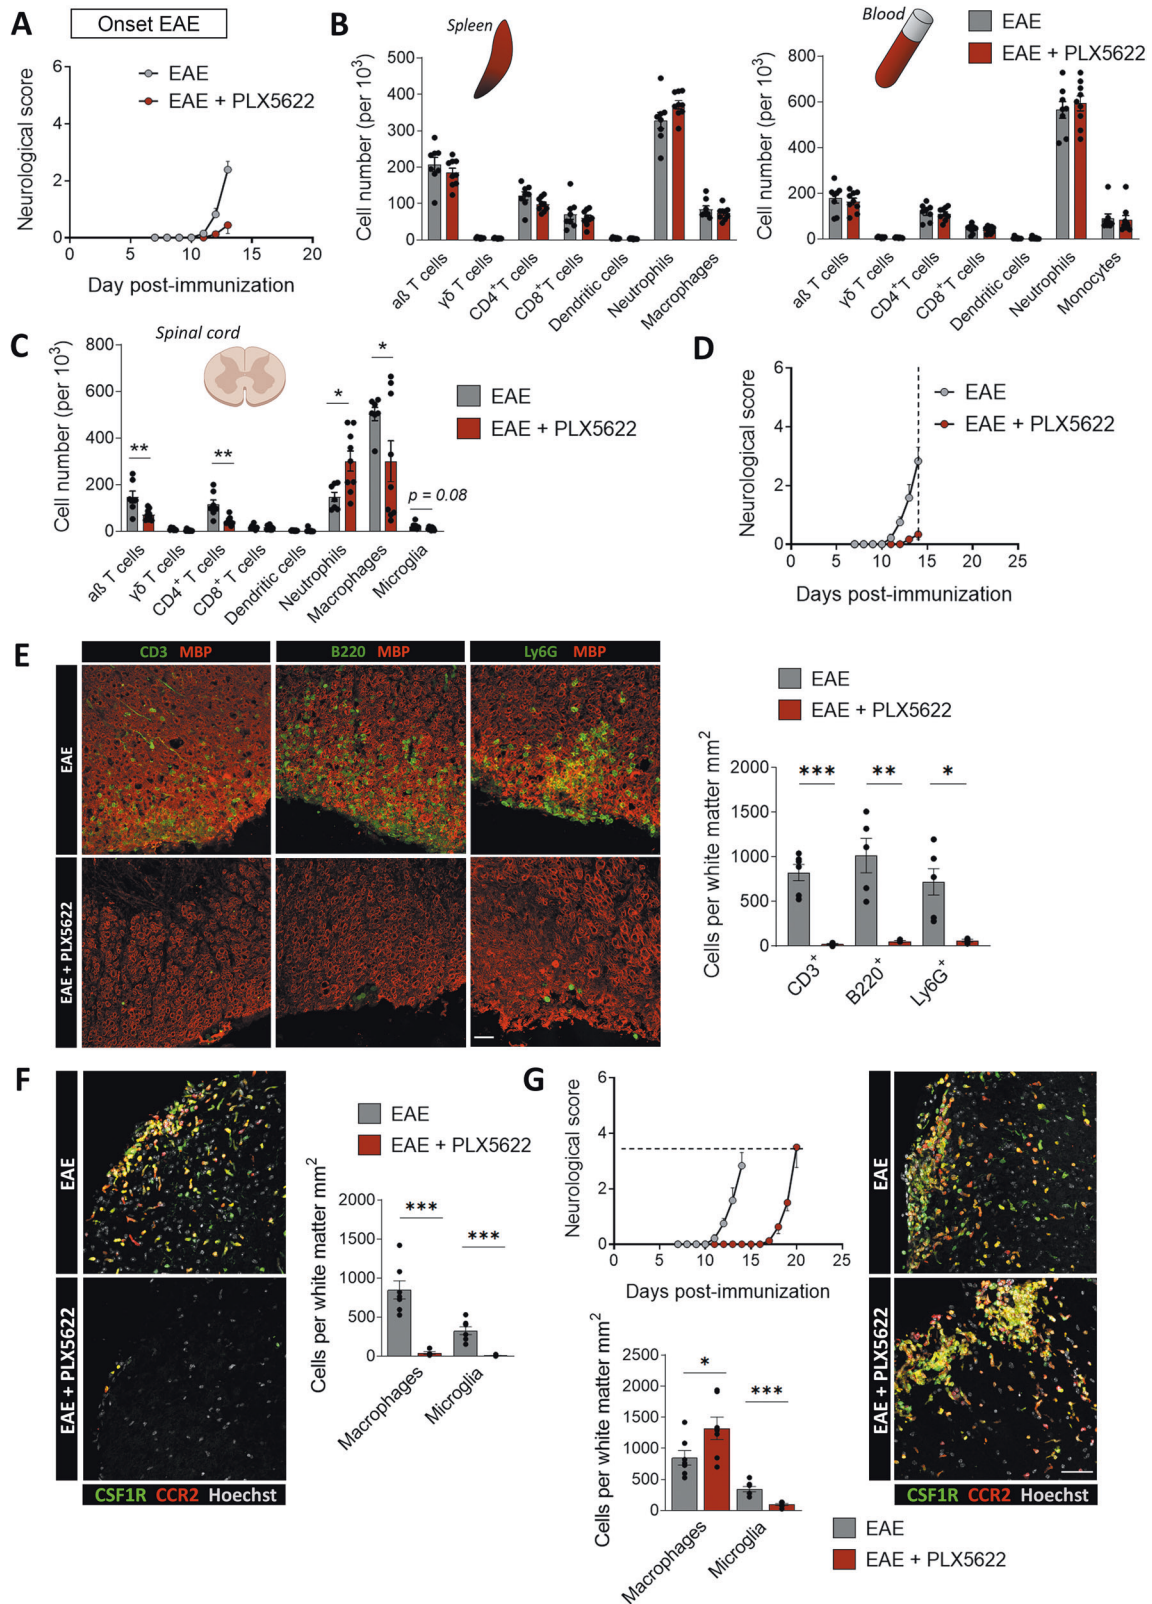 A
Onset EAE
Neurological score
6
4
2
0
0
5
10
15
20
Day post-immunization
EAE
EAE + PLX5622
B
Spleen
Cell number (per 10³)
500
400
300
200
100
0
aß T cells
γδ T cells
CD4⁺T cells
CD8⁺T cells
Dendritic cells
Neutrophils
Macrophages
Blood
EAE
EAE + PLX5622
Cell number (per 10³)
800
600
400
200
0
aß T cells
γδ T cells
CD4⁺T cells
CD8⁺T cells
Dendritic cells
Neutrophils
Monocytes
C
Spinal cord
Cell number (per 10³)
800
600
400
200
0
**
**
*
*
p = 0.08
aß T cells
γδ T cells
CD4⁺ T cells
CD8⁺ T cells
Dendritic cells
Neutrophils
Macrophages
Microglia
EAE
EAE + PLX5622
D
Neurological score
6
4
2
0
0
5
10
15
20
25
Days post-immunization
EAE
EAE + PLX5622
E
CD3 MBP
B220 MBP
Ly6G MBP
EAE
EAE + PLX5622
EAE
EAE + PLX5622
Cells per white matter mm²
2000
1500
1000
500
0
***
**
*
CD3⁺
B220⁺
Ly6G⁺
F
EAE
EAE + PLX5622
CSF1R CCR2 Hoechst
EAE
EAE + PLX5622
Cells per white matter mm²
2000
1500
1000
500
0
***
***
Macrophages
Microglia
G
Neurological score
6
4
2
0
0
5
10
15
20
25
Days post-immunization
Cells per white matter mm²
2500
2000
1500
1000
500
0
*
***
Macrophages
Microglia
EAE
EAE + PLX5622
CSF1R CCR2 Hoechst
EAE
EAE + PLX5622